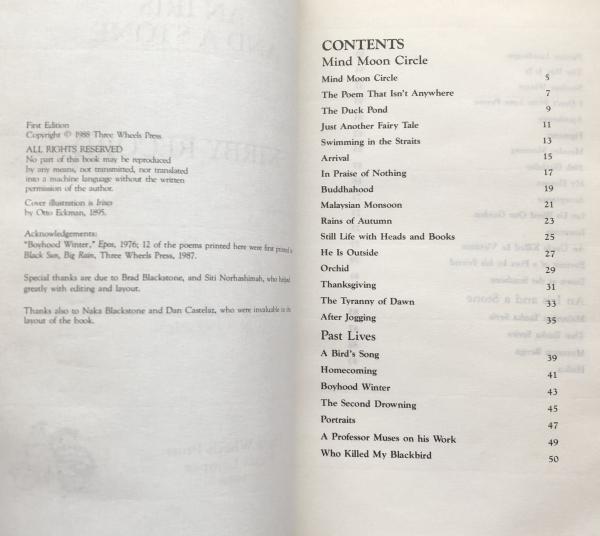 First Edition
Copyright © 1988 Three Wheels Press.
ALL RIGHTS RESERVED
No part of this book may be reproduced
by any means, not transmitted, nor translated
into a machine language without the written
permission of the author.
Cover illustration is Irises
by Otto Eckman, 1895.
Acknowledgements:
"Boyhood Winter," Epos, 1976; 12 of the poems printed here were first printed in
Black Sun, Big Rain, Three Wheels Press, 1987.
Special thanks are due to Brad Blackstone, and Siti Norhashimah, who helped
greatly with editing and layout.
Thanks also to Naka Blackstone and Dan Castelaz, who were invaluable in the
layout of the book.
CONTENTS
Mind Moon Circle
Mind Moon Circle 5
The Poem That Isn't Anywhere 7
The Duck Pond 9
Just Another Fairy Tale 11
Swimming in the Straits 13
Arrival 15
In Praise of Nothing 17
Buddhahood 19
Malaysian Monsoon 21
Rains of Autumn 23
Still Life with Heads and Books 25
He Is Outside 27
Orchid 29
Thanksgiving 31
The Tyranny of Dawn 33
After Jogging 35
Past Lives
A Bird's Song 39
Homecoming 41
Boyhood Winter 43
The Second Drowning 45
Portraits 47
A Professor Muses on his Work 49
Who Killed My Blackbird 50